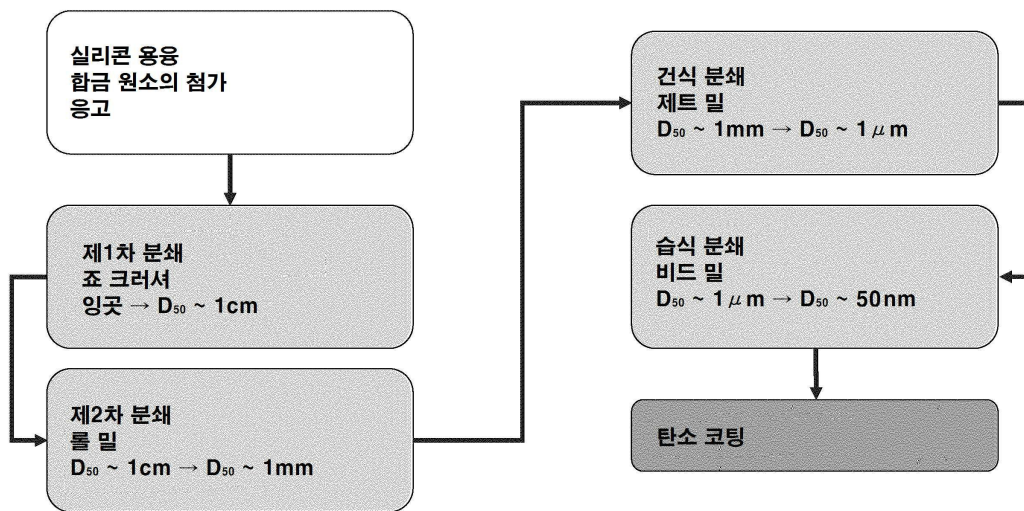 실리콘 용융
합금 원소의 첨가
응고
제1차 분쇄
죠 크러셔
잉곳 → D₅₀ ~ 1cm
제2차 분쇄
롤 밀
D₅₀ ~ 1cm → D₅₀ ~ 1mm
건식 분쇄
제트 밀
D₅₀ ~ 1mm → D₅₀ ~ 1μm
습식 분쇄
비드 밀
D₅₀ ~ 1μm → D₅₀ ~ 50nm
탄소 코팅